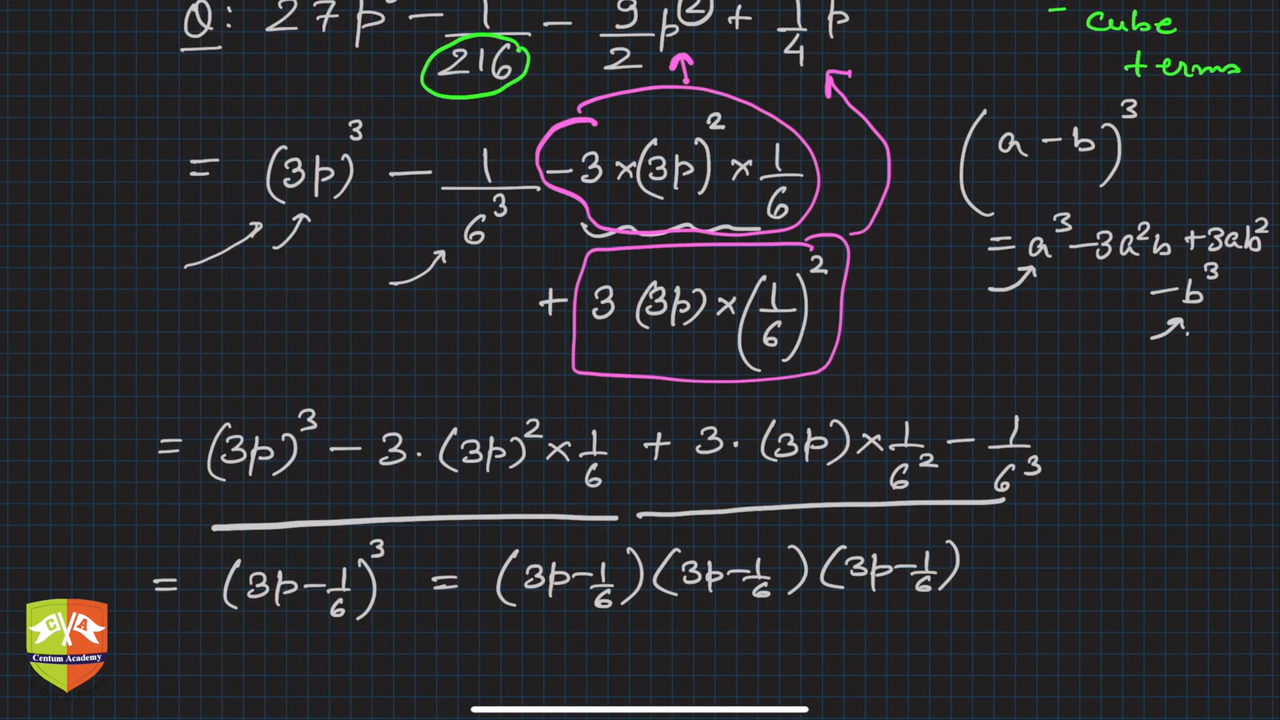 Q: 27p³ - 1/216 - 9/2 p² + 1/4 p
- cube
terms
= (3p)³ - 1/6³ - 3 × (3p)² × 1/6
+ 3 (3p) × (1/6)²
(a - b)³
= a³ - 3a²b + 3ab²
- b³
= (3p)³ - 3. (3p)² × 1/6 + 3. (3p) × 1/6² - 1/6³
= (3p - 1/6)³ = (3p - 1/6)(3p - 1/6)(3p - 1/6)
C A
Centum Academy